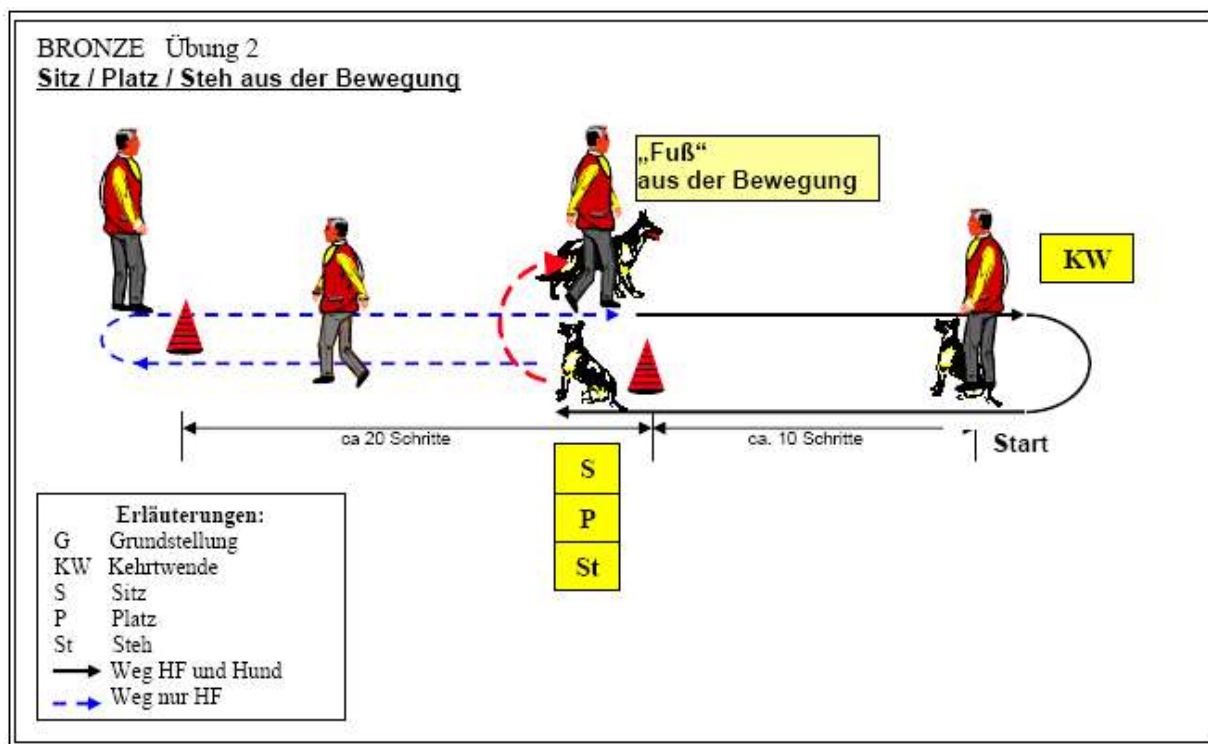 BRONZE Übung 2
Sitz / Platz / Steh aus der Bewegung
„Fuß“
aus der Bewegung
KW
ca 20 Schritte
ca. 10 Schritte
Start
S
P
St
Erläuterungen:
G Grundstellung
KW Kehrtwende
S Sitz
P Platz
St Steh
Weg HF und Hund
Weg nur HF